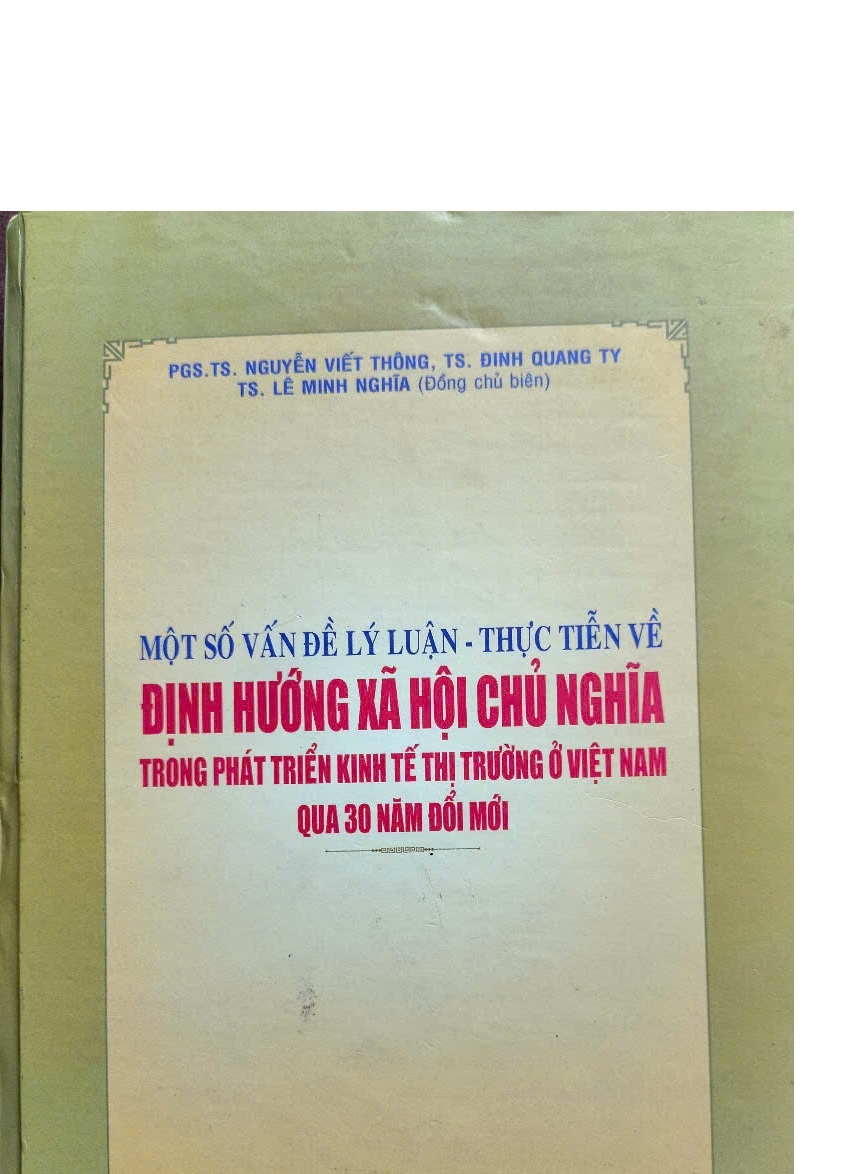 PGS.TS. NGUYỄN VIẾT THÔNG, TS. ĐINH QUANG TY
TS. LÊ MINH NGHĨA (Đồng chủ biên)
MỘT SỐ VẤN ĐỀ LÝ LUẬN - THỰC TIỄN VỀ
ĐỊNH HƯỚNG XÃ HỘI CHỦ NGHĨA
TRONG PHÁT TRIỂN KINH TẾ THỊ TRƯỜNG Ở VIỆT NAM
QUA 30 NĂM ĐỔI MỚI